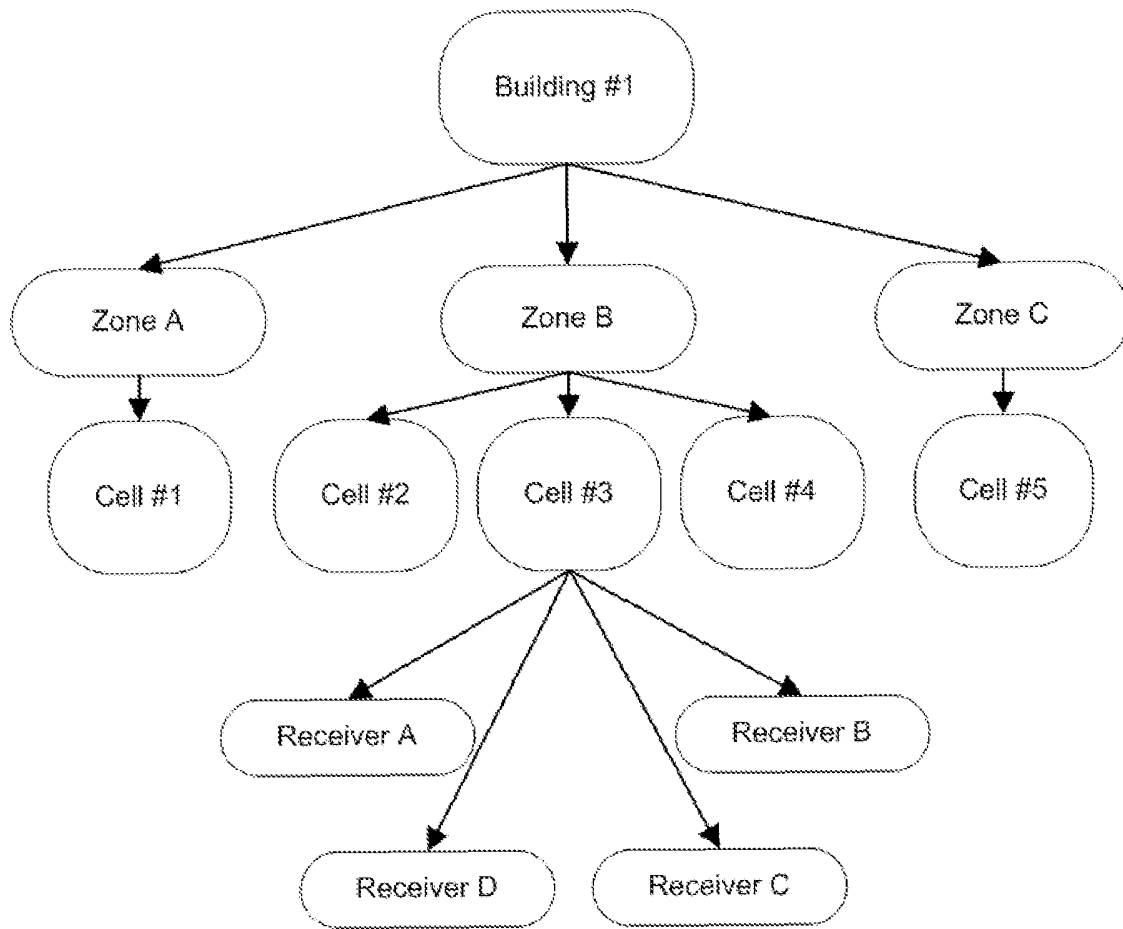 Building #1
Zone A
Zone B
Zone C
Cell #1
Cell #2
Cell #3
Cell #4
Cell #5
Receiver A
Receiver B
Receiver D
Receiver C